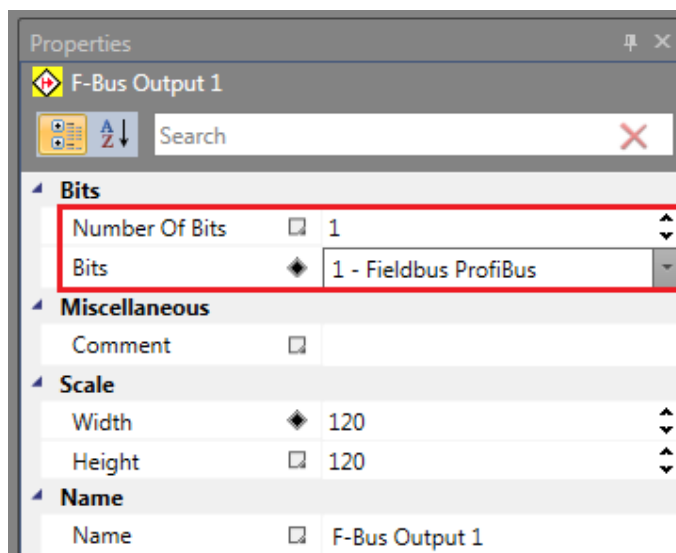 Properties
F-Bus Output 1
A
Z
Search
Bits
Number Of Bits 1
Bits 1 - Fieldbus ProfiBus
Miscellaneous
Comment
Scale
Width 120
Height 120
Name
Name F-Bus Output 1